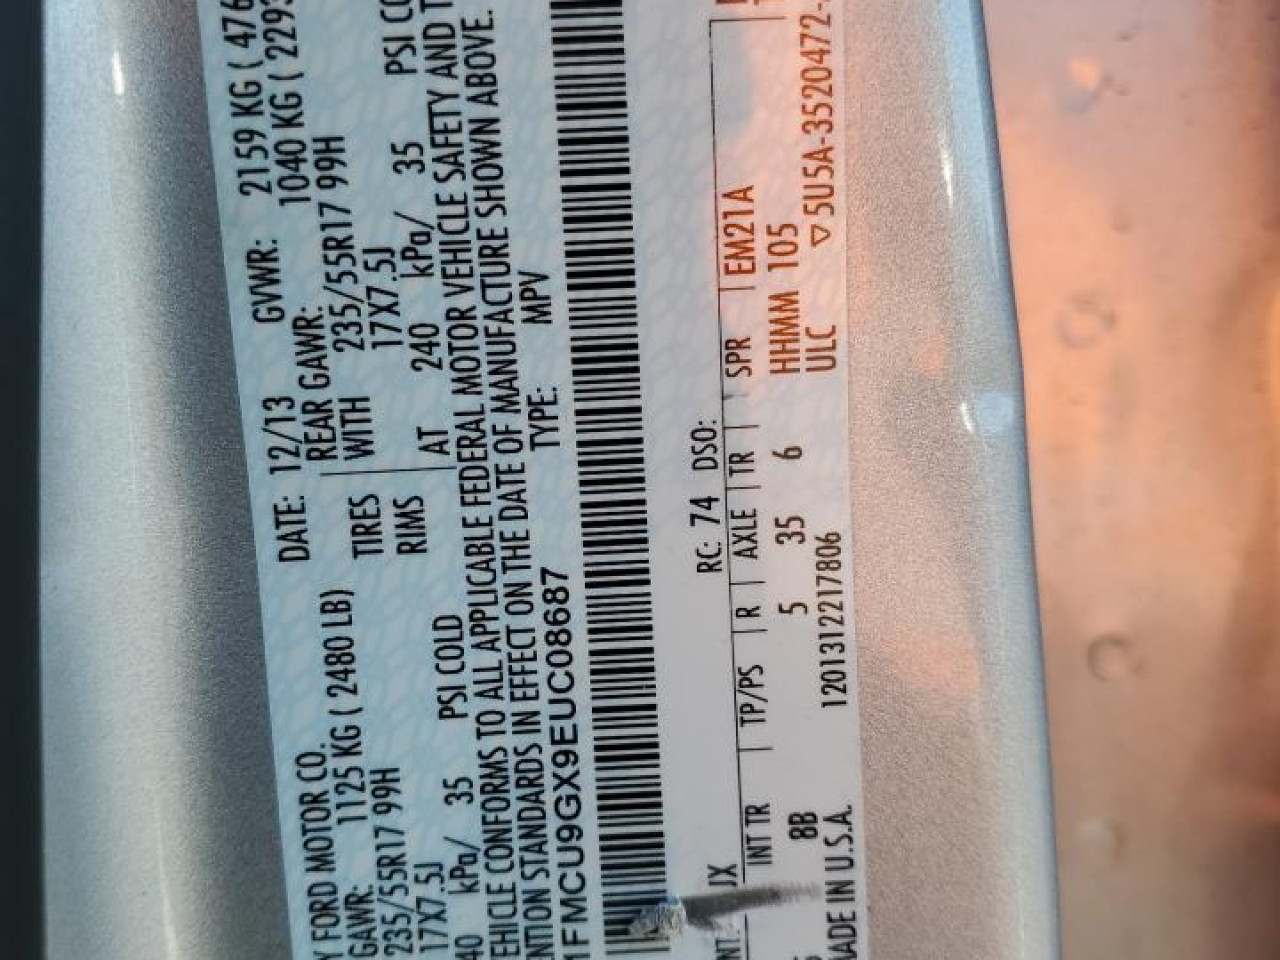 Y FORD MOTOR CO. DATE: 12/13 GVWR: 2159 KG ( 476
GAWR: 1125 KG ( 2480 LB) REAR GAWR: 1040 KG ( 2293
235/55R17 99H TIRES WITH 235/55R17 99H
17X7.5J RIMS 17X7.5J
40 kPa/ 35 PSI COLD AT 240 kPa/ 35 PSI CO
EHICLE CONFORMS TO ALL APPLICABLE FEDERAL MOTOR VEHICLE SAFETY AND T
NTION STANDARDS IN EFFECT ON THE DATE OF MANUFACTURE SHOWN ABOVE.
1FMCU9GX9EUC08687 TYPE: MPV
RC: 74 DSO:
NT: JX INT TR TP/PS R AXLE TR SPR EM21A
8B 5 35 6 HHMM 105
MADE IN U.S.A. 1201312217806 ULC ▽5U5A-3520472-